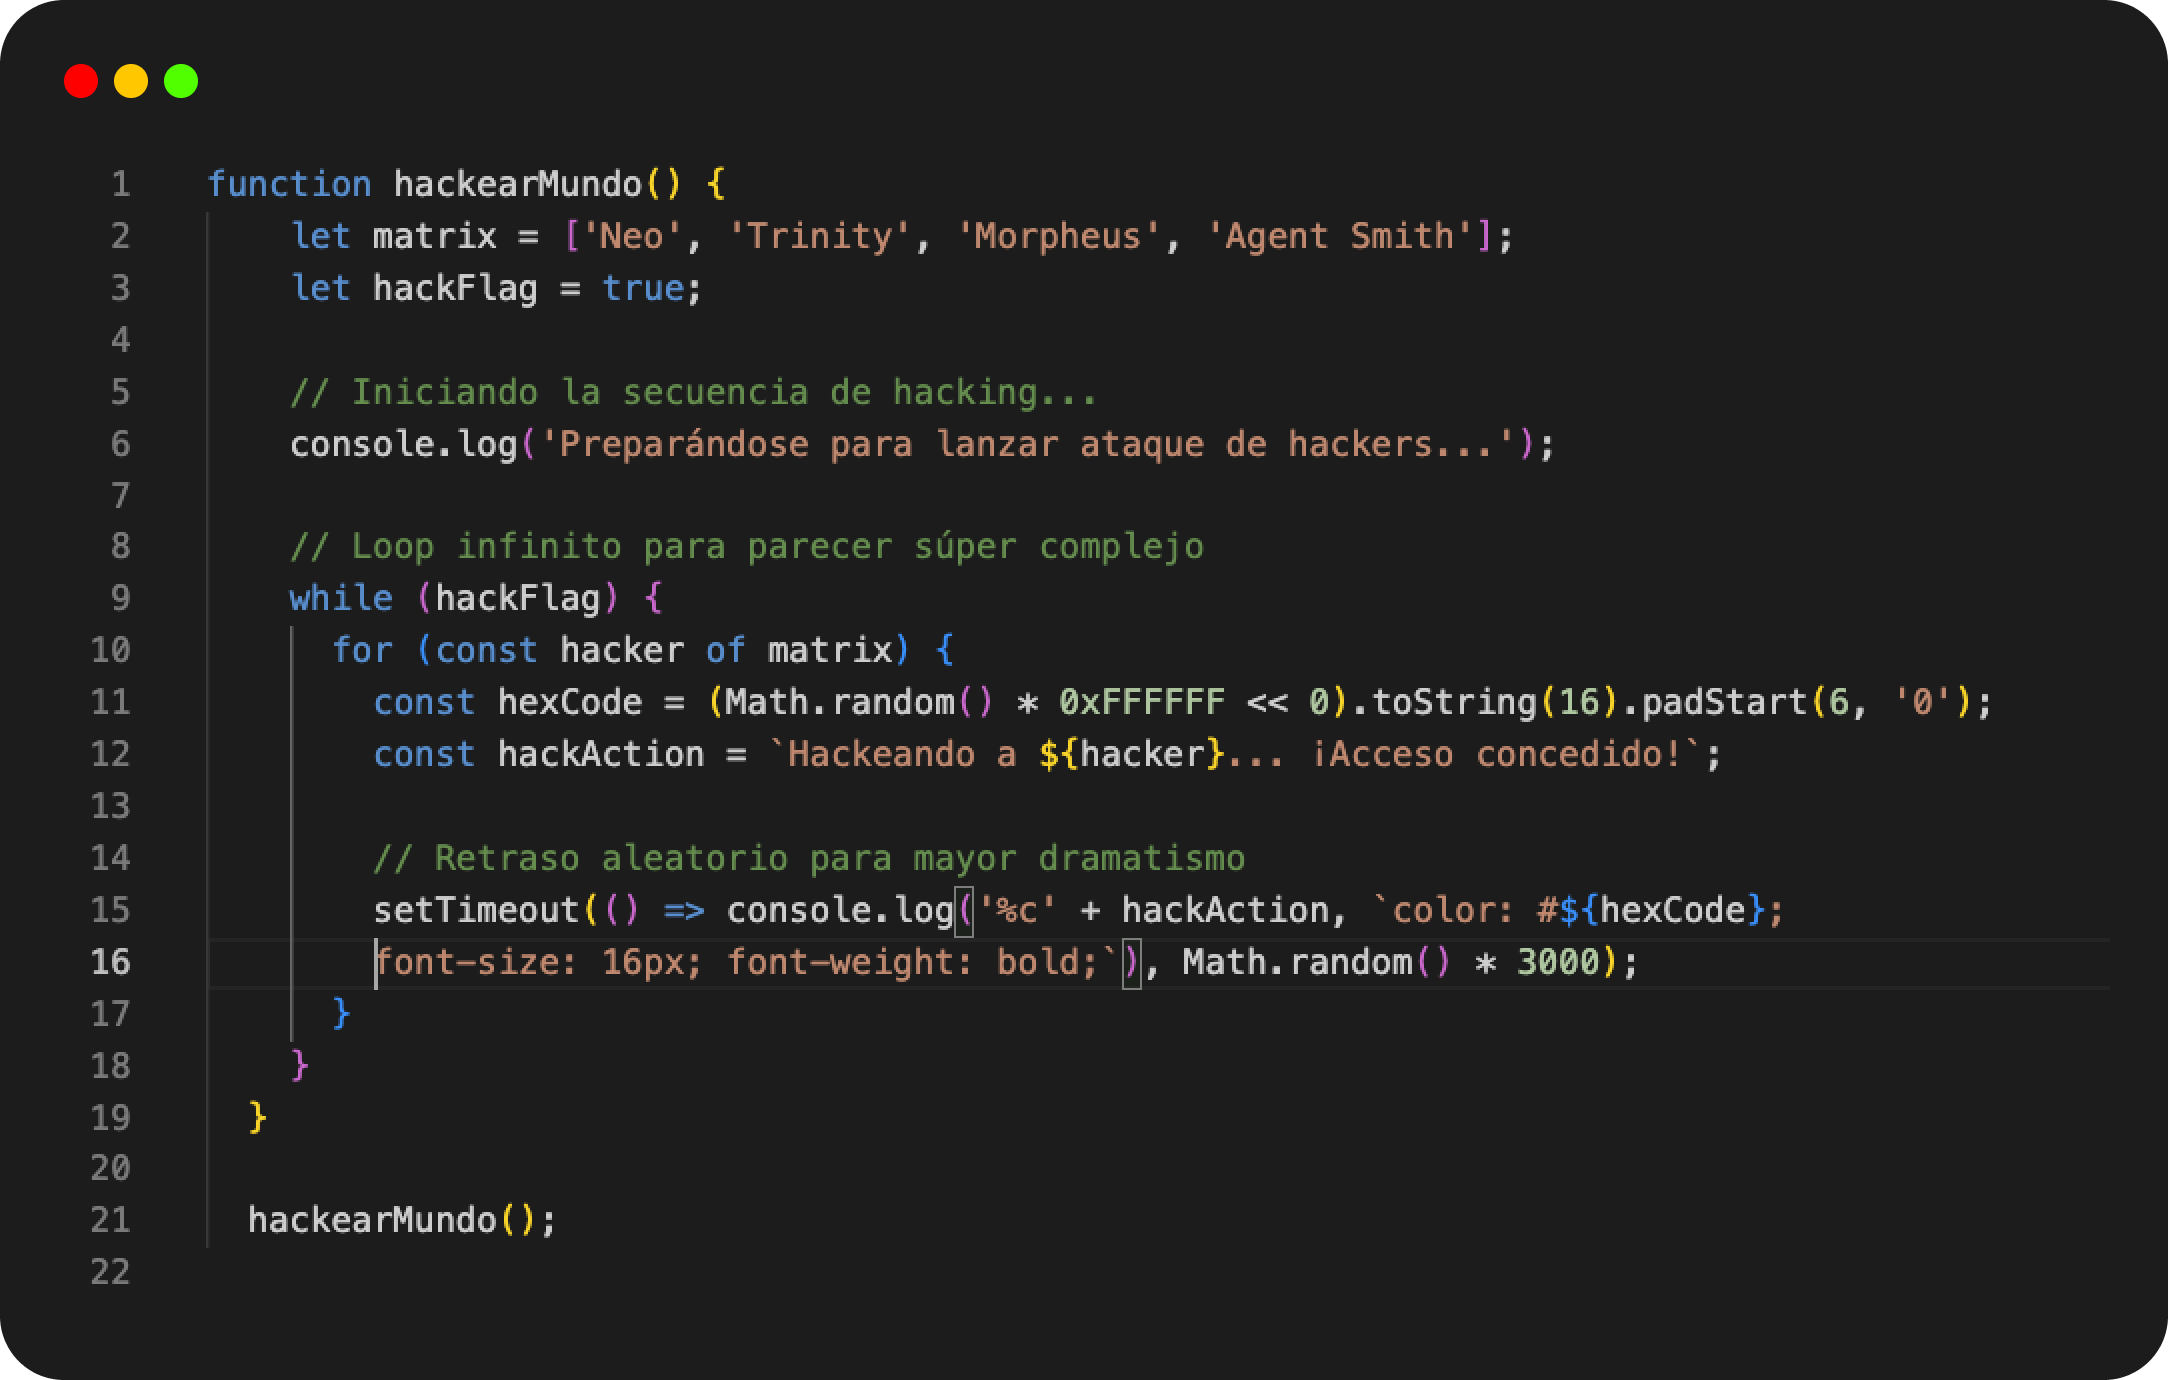 1 function hackearMundo() {
2 let matrix = ['Neo', 'Trinity', 'Morpheus', 'Agent Smith'];
3 let hackFlag = true;
4
5 // Iniciando la secuencia de hacking...
6 console.log('Preparándose para lanzar ataque de hackers...');
7
8 // Loop infinito para parecer súper complejo
9 while (hackFlag) {
10 for (const hacker of matrix) {
11 const hexCode = (Math.random() * 0xFFFFFF << 0).toString(16).padStart(6, '0');
12 const hackAction = `Hackeando a ${hacker}... ¡Acceso concedido!`;
13
14 // Retraso aleatorio para mayor dramatismo
15 setTimeout(() => console.log('%c' + hackAction, `color: #${hexCode};
16 font-size: 16px; font-weight: bold;`), Math.random() * 3000);
17 }
18 }
19 }
20
21 hackearMundo();
22